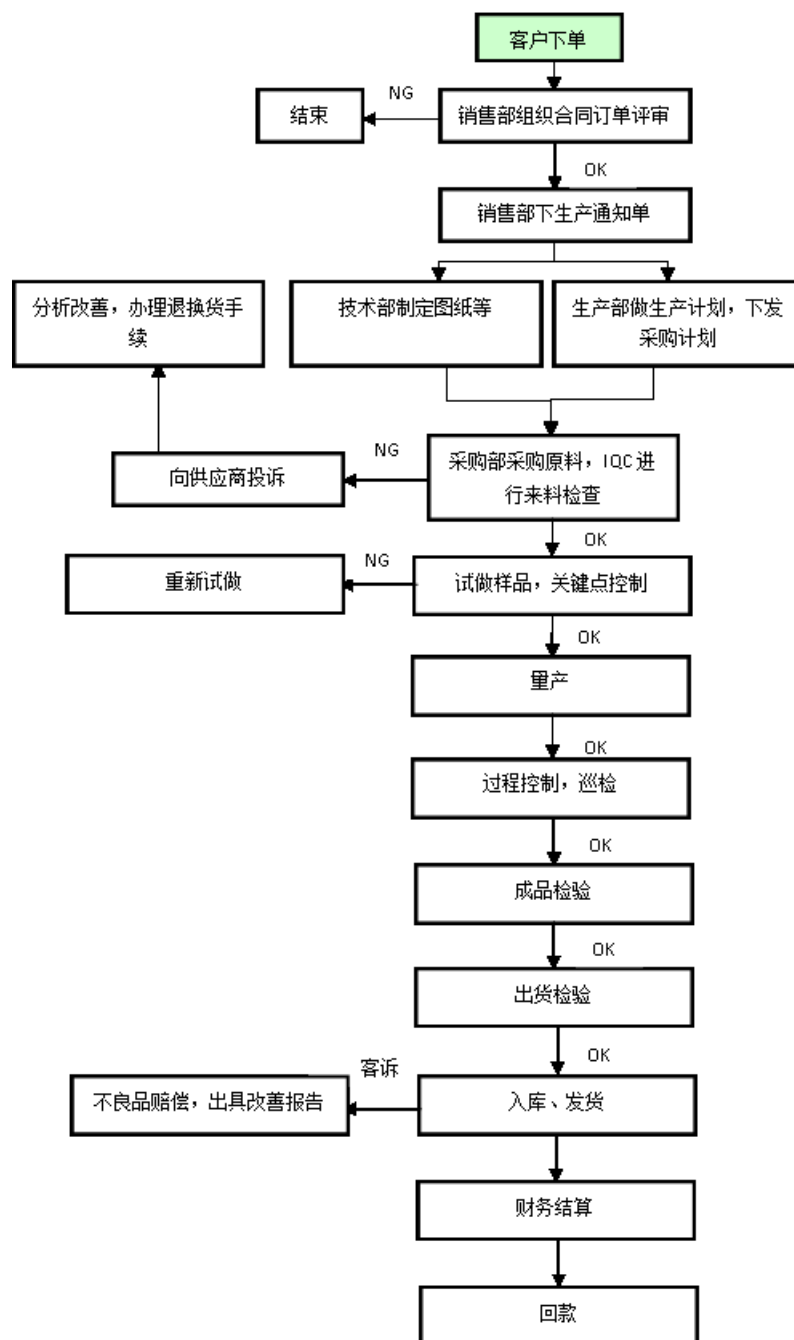 客户下单
NG
结束
销售部组织合同订单评审
OK
销售部下生产通知单
分析改善，办理退换货手
续
技术部制定图纸等
生产部做生产计划，下发
采购计划
NG
向供应商投诉
采购部采购原料，IQC 进
行来料检查
OK
NG
重新试做
试做样品，关键点控制
OK
量产
OK
过程控制，巡检
OK
成品检验
OK
出货检验
OK
客诉
不良品赔偿，出具改善报告
入库、发货
财务结算
回款